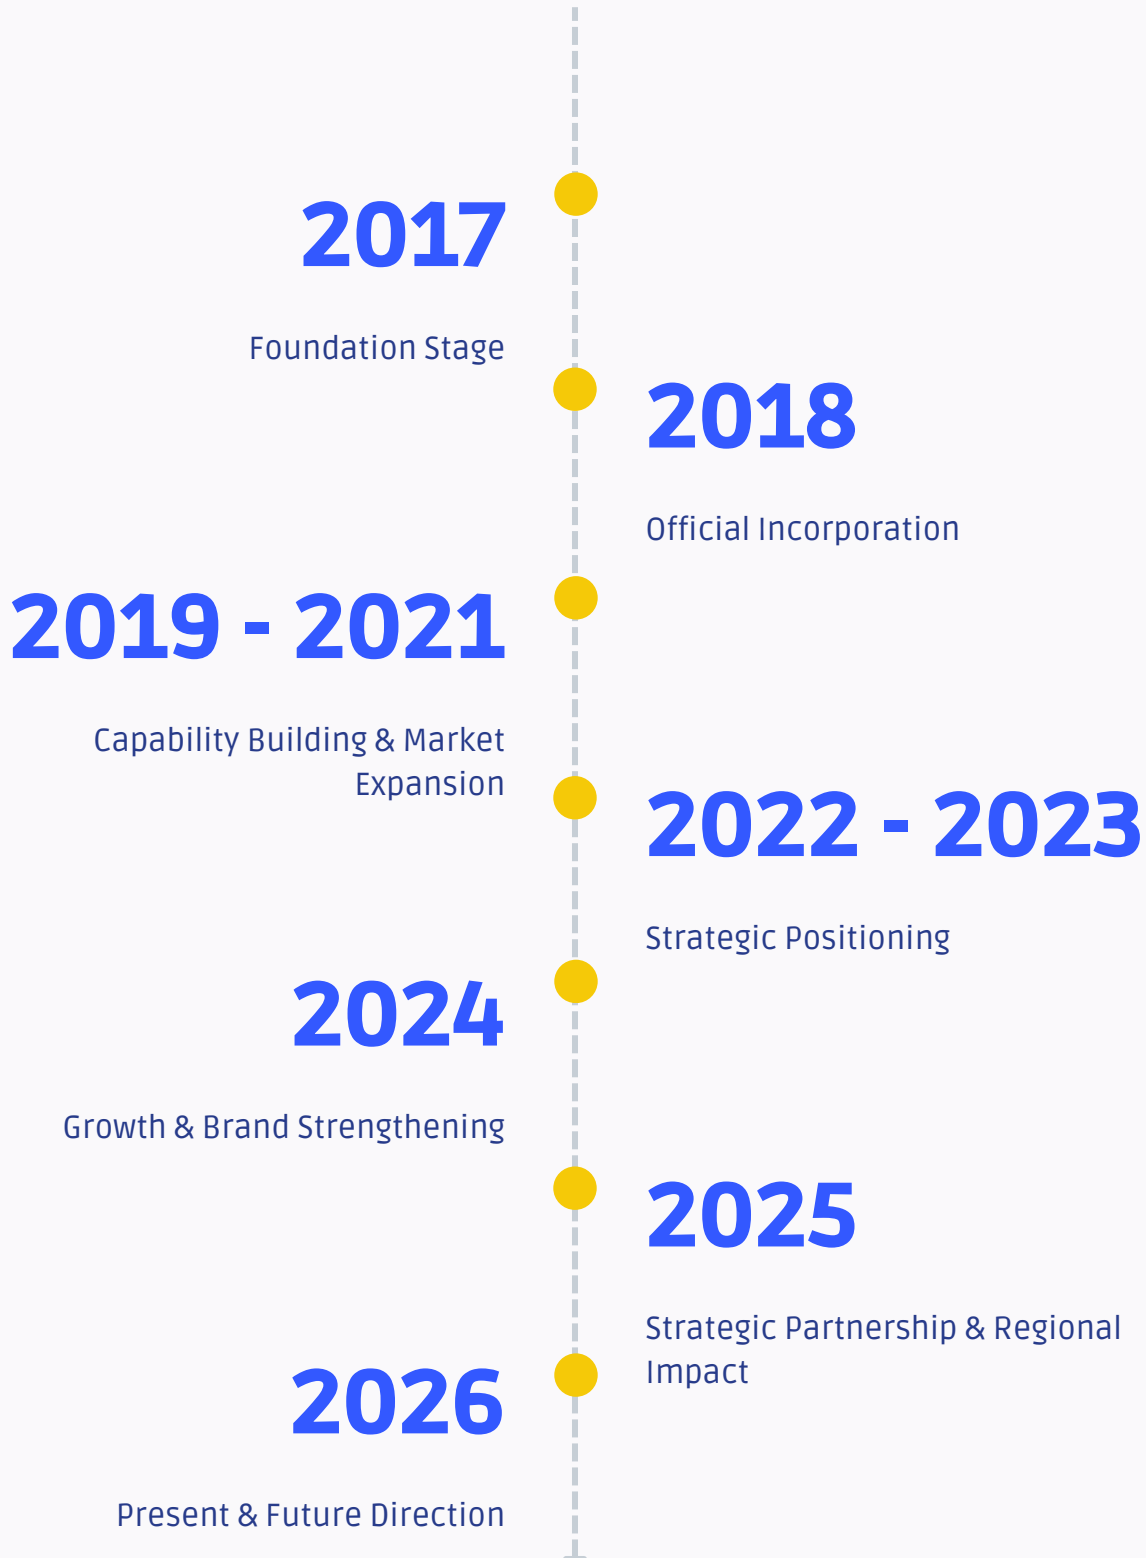 2017
Foundation Stage
2018
Official Incorporation
2019 - 2021
Capability Building & Market
Expansion
2022 - 2023
Strategic Positioning
2024
Growth & Brand Strengthening
2025
Strategic Partnership & Regional
Impact
2026
Present & Future Direction